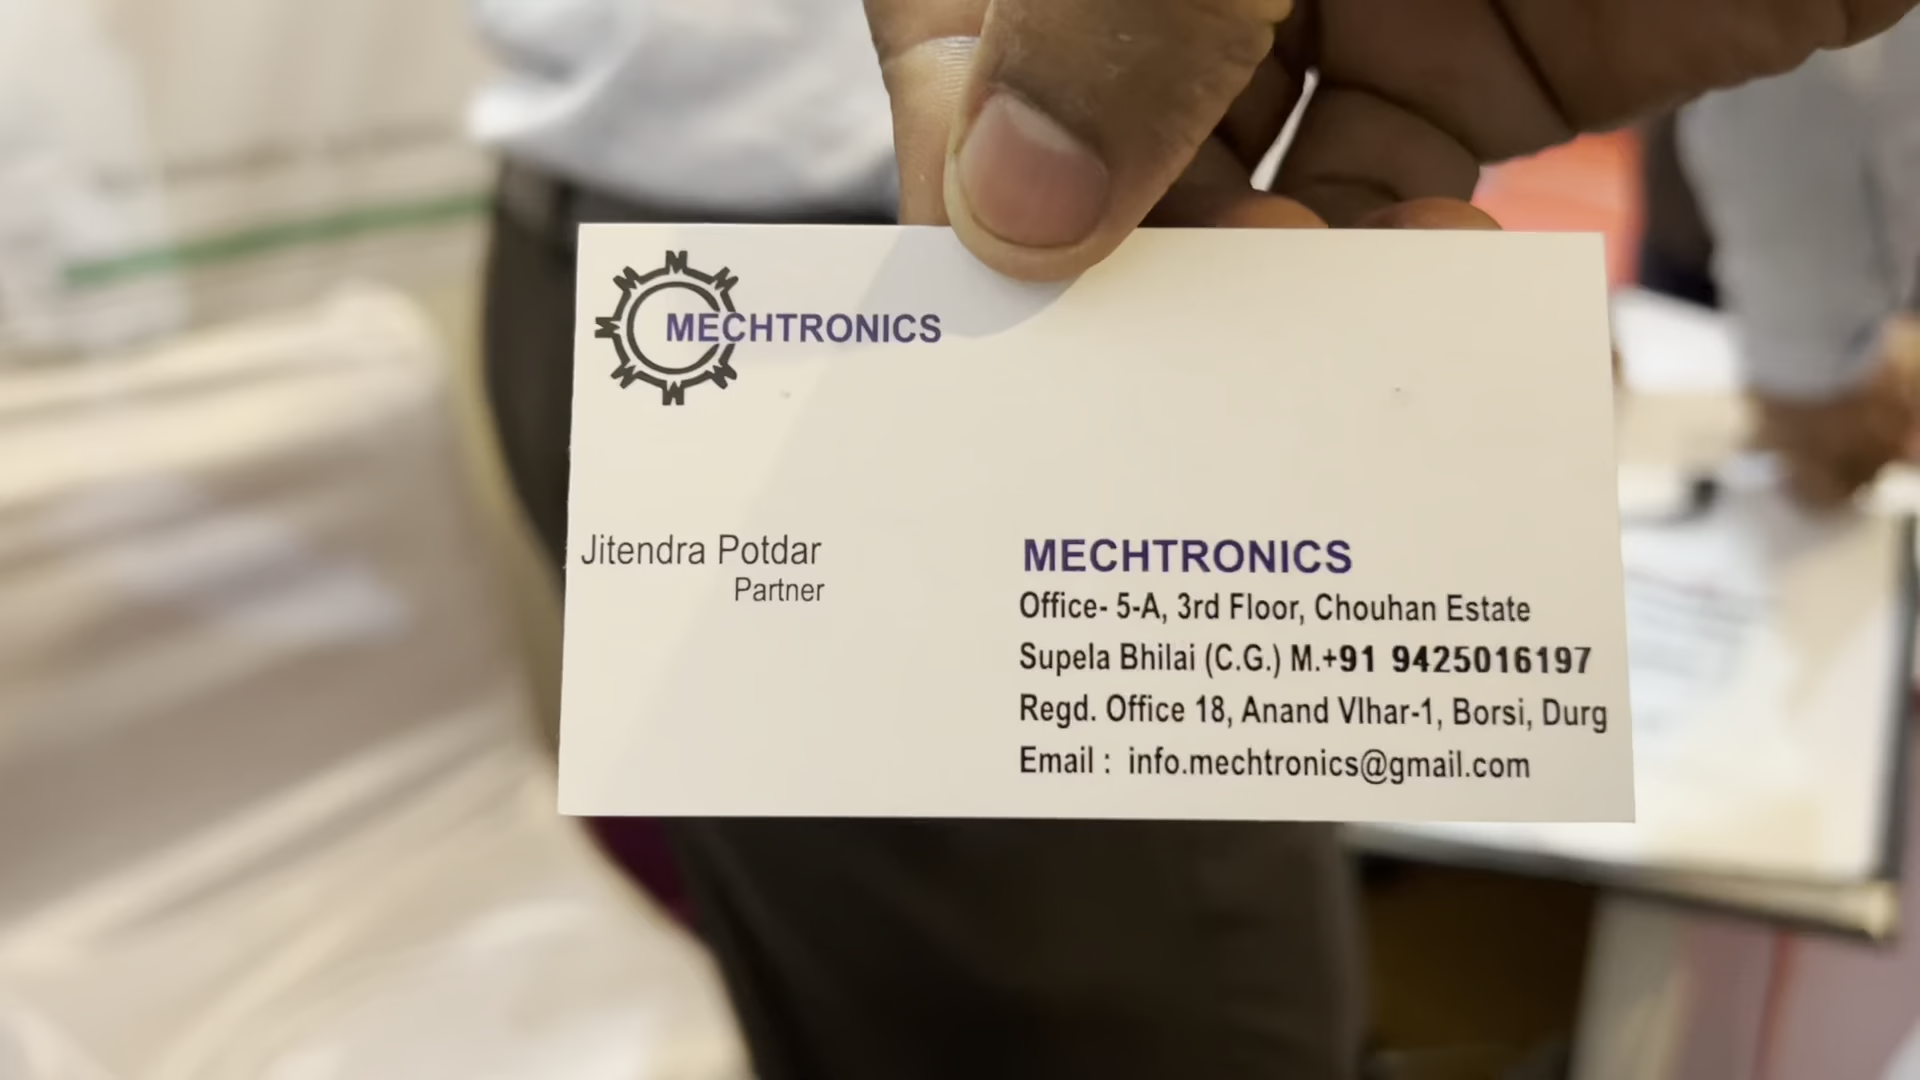 MECHTRONICS
Jitendra Potdar
Partner
MECHTRONICS
Office- 5-A, 3rd Floor, Chouhan Estate
Supela Bhilai (C.G.) M.+91 9425016197
Regd. Office 18, Anand VIhar-1, Borsi, Durg
Email : info.mechtronics@gmail.com